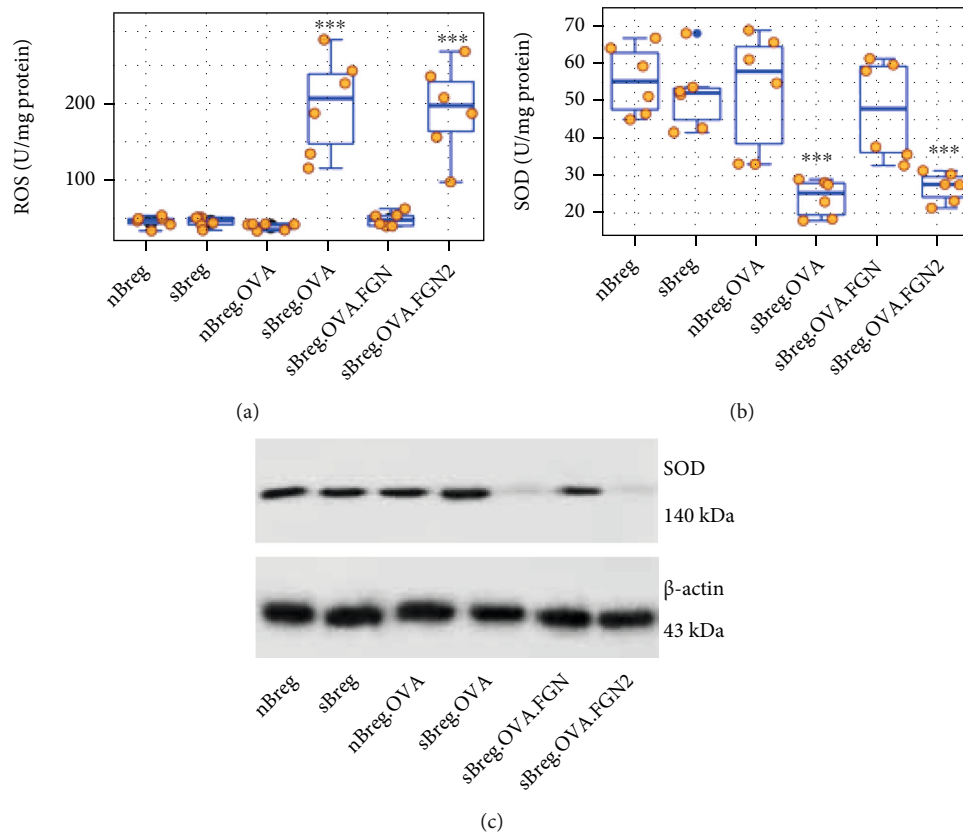 ROS (U/mg protein)
200
100
***
***
nBreg
sBreg
nBreg.OVA
sBreg.OVA
sBreg.OVA.FGN
sBreg.OVA.FGN2
(a)
SOD (U/mg protein)
70
60
50
40
30
20
***
***
nBreg
sBreg
nBreg.OVA
sBreg.OVA
sBreg.OVA.FGN
sBreg.OVA.FGN2
(b)
SOD
140 kDa
β-actin
43 kDa
nBreg
sBreg
nBreg.OVA
sBreg.OVA
sBreg.OVA.FGN
sBreg.OVA.FGN2
(c)